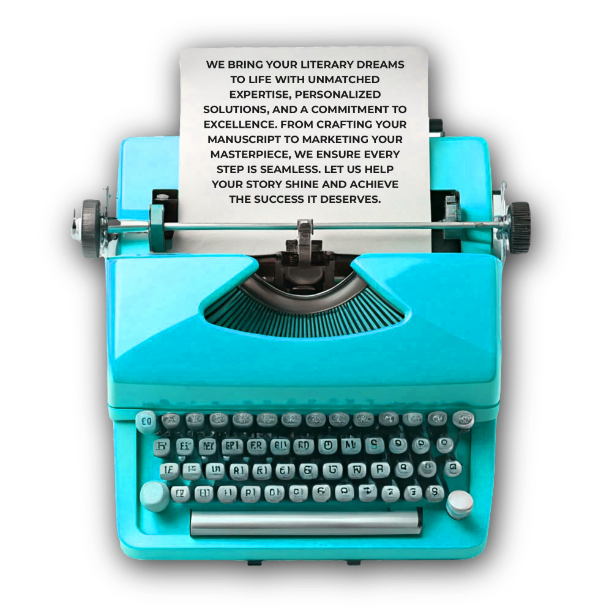 WE BRING YOUR LITERARY DREAMS
TO LIFE WITH UNMATCHED
EXPERTISE, PERSONALIZED
SOLUTIONS, AND A COMMITMENT TO
EXCELLENCE. FROM CRAFTING YOUR
MANUSCRIPT TO MARKETING YOUR
MASTERPIECE, WE ENSURE EVERY
STEP IS SEAMLESS. LET US HELP
YOUR STORY SHINE AND ACHIEVE
THE SUCCESS IT DESERVES.